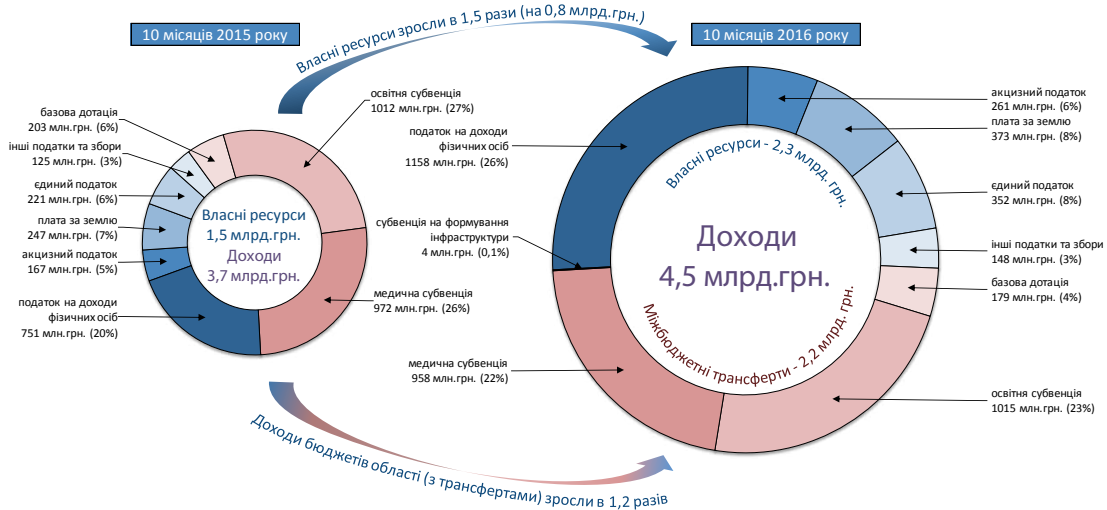 Власні ресурси зросли в 1,5 рази (на 0,8 млрд.грн.)
10 місяців 2015 року
10 місяців 2016 року
освітня субвенція
1012 млн.грн. (27%)
базова дотація
203 млн.грн. (6%)
інші податки та збори
125 млн.грн. (3%)
єдиний податок
221 млн.грн. (6%)
плата за землю
247 млн.грн. (7%)
акцизний податок
167 млн.грн. (5%)
податок на доходи
фізичних осіб
751 млн.грн. (20%)
медична субвенція
972 млн.грн. (26%)
Власні ресурси
1,5 млрд.грн.
Доходи
3,7 млрд.грн.
податок на доходи
фізичних осіб
1158 млн.грн. (26%)
субвенція на формування
інфраструктури
4 млн.грн. (0,1%)
медична субвенція
958 млн.грн. (22%)
Власні ресурси - 2,3 млрд. грн.
Доходи
4,5 млрд.грн.
Міжбюджетні трансферти - 2,2 млрд. грн.
акцизний податок
261 млн.грн. (6%)
плата за землю
373 млн.грн. (8%)
єдиний податок
352 млн.грн. (8%)
інші податки та збори
148 млн.грн. (3%)
базова дотація
179 млн.грн. (4%)
освітня субвенція
1015 млн.грн. (23%)
Доходи бюджетів області (з трансфертами) зросли в 1,2 разів